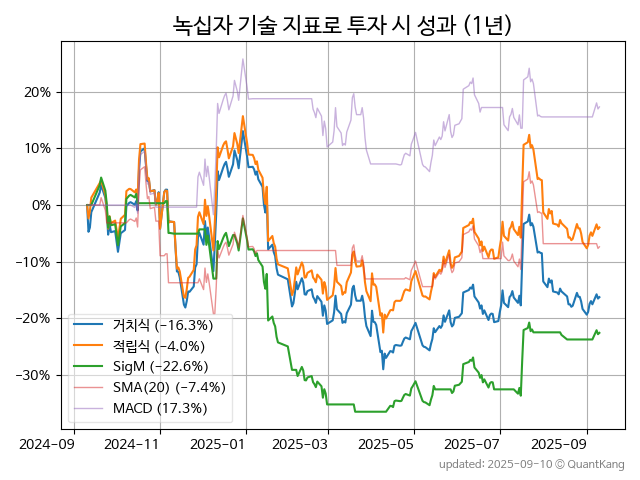 녹십자 기술 지표로 투자 시 성과 (1년)
20%
10%
0%
−10%
−20%
−30%
거치식 (−16.3%)
적립식 (−4.0%)
SigM (−22.6%)
SMA(20) (−7.4%)
MACD (17.3%)
2024−09 2024−11 2025−01 2025−03 2025−05 2025−07 2025−09
updated: 2025-09-10 © QuantKang